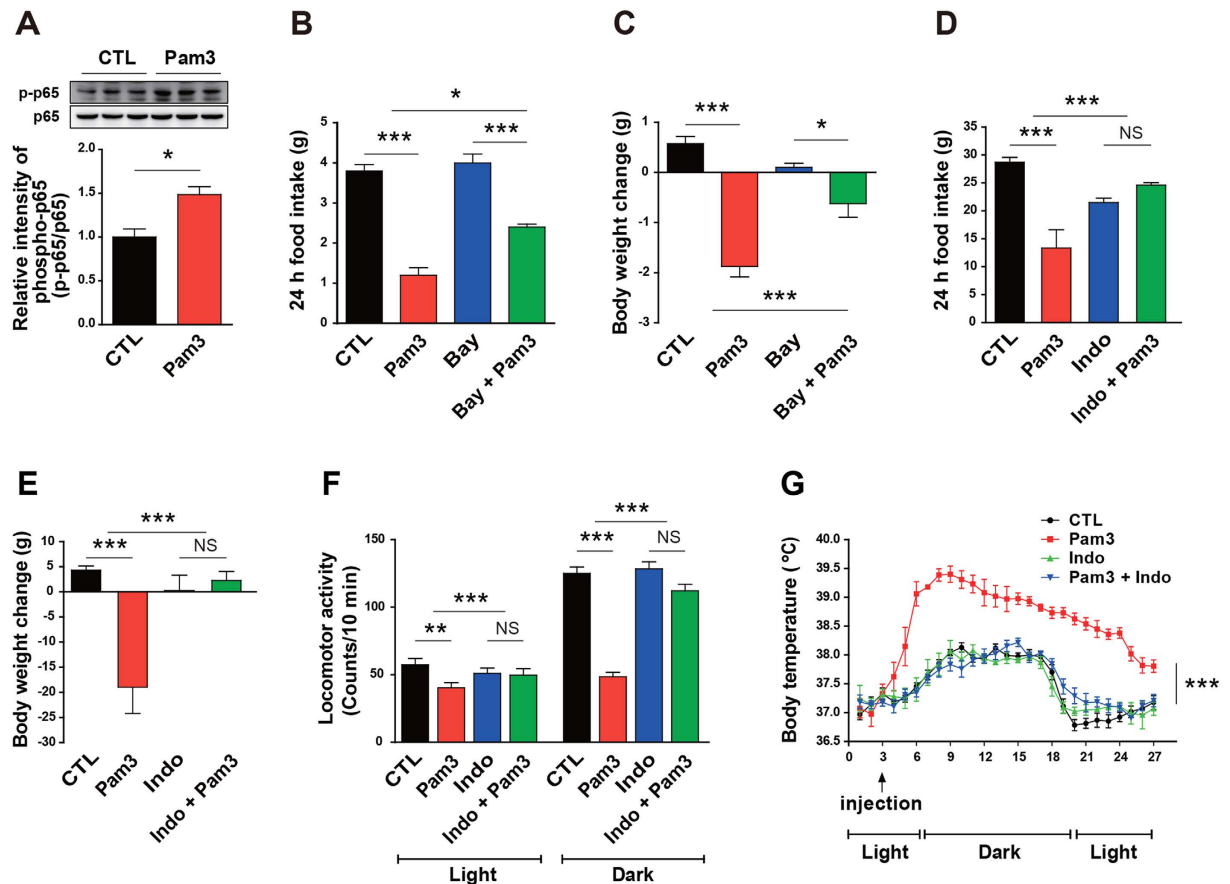 A
CTL Pam3
p-p65
p65
Relative intensity of
phospho-p65
(p-p65/p65)
2.0
1.5
1.0
0.5
0.0
*
CTL
Pam3
B
24 h food intake (g)
5
4
3
2
1
0
*
***
***
CTL
Pam3
Bay
Bay + Pam3
C
Body weight change (g)
1
0
-1
-2
-3
***
*
***
CTL
Pam3
Bay
Bay + Pam3
D
24 h food intake (g)
35
30
25
20
15
10
5
0
***
***
NS
CTL
Pam3
Indo
Indo + Pam3
E
Body weight change (g)
10
5
0
-5
-10
-15
-20
-25
-30
***
***
NS
CTL
Pam3
Indo
Indo + Pam3
F
Locomotor activity
(Counts/10 min)
150
100
50
0
***
**
NS
***
***
NS
CTL
Pam3
Indo
Indo + Pam3
CTL
Pam3
Indo
Indo + Pam3
Light
Dark
G
CTL
Pam3
Indo
Pam3 + Indo
Body temperature (°C)
40.0
39.5
39.0
38.5
38.0
37.5
37.0
36.5
***
0 3 6 9 12 15 18 21 24 27
injection
Light Dark Light